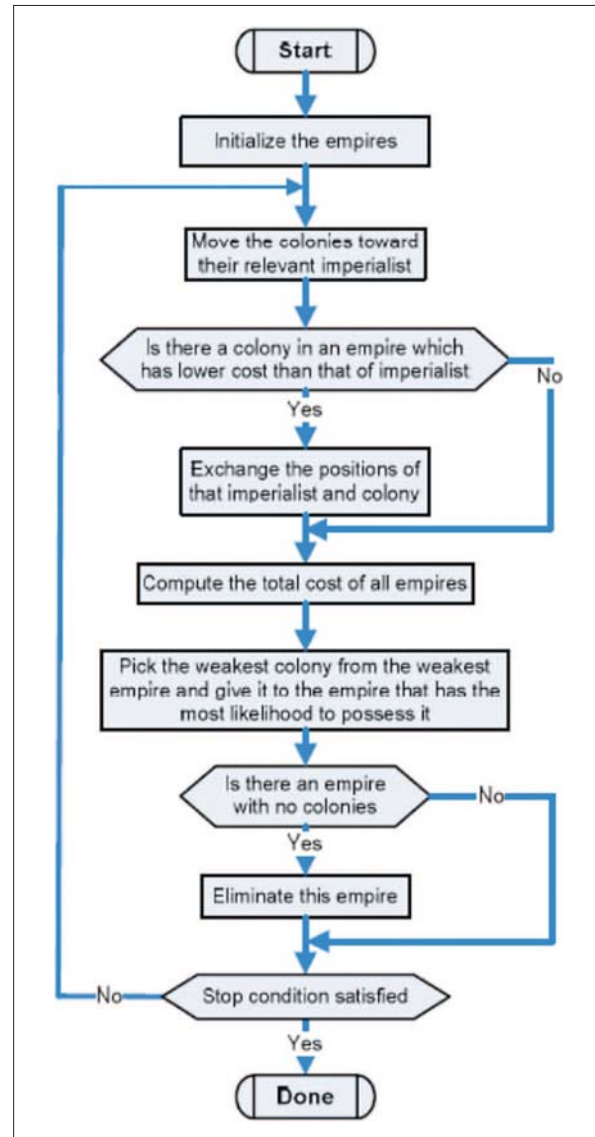 Start
Initialize the empires
Move the colonies toward
their relevant imperialist
Is there a colony in an empire which
has lower cost than that of imperialist
No
Yes
Exchange the positions of
that imperialist and colony
Compute the total cost of all empires
Pick the weakest colony from the weakest
empire and give it to the empire that has the
most likelihood to possess it
Is there an empire
with no colonies
No
Yes
Eliminate this empire
Stop condition satisfied
No
Yes
Done